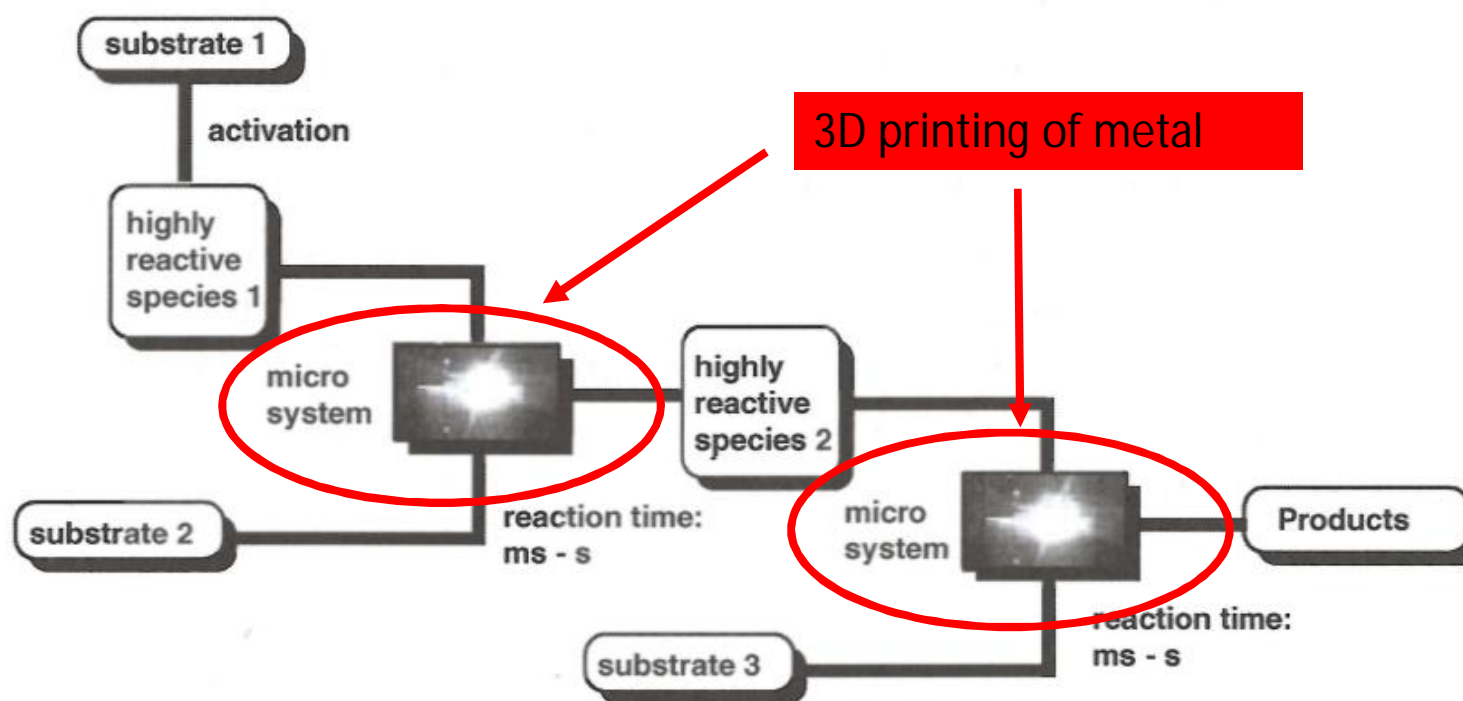 substrate 1
activation
3D printing of metal
highly
reactive
species 1
micro
system
highly
reactive
species 2
substrate 2
reaction time:
ms - s
micro
system
Products
reaction time:
ms - s
substrate 3